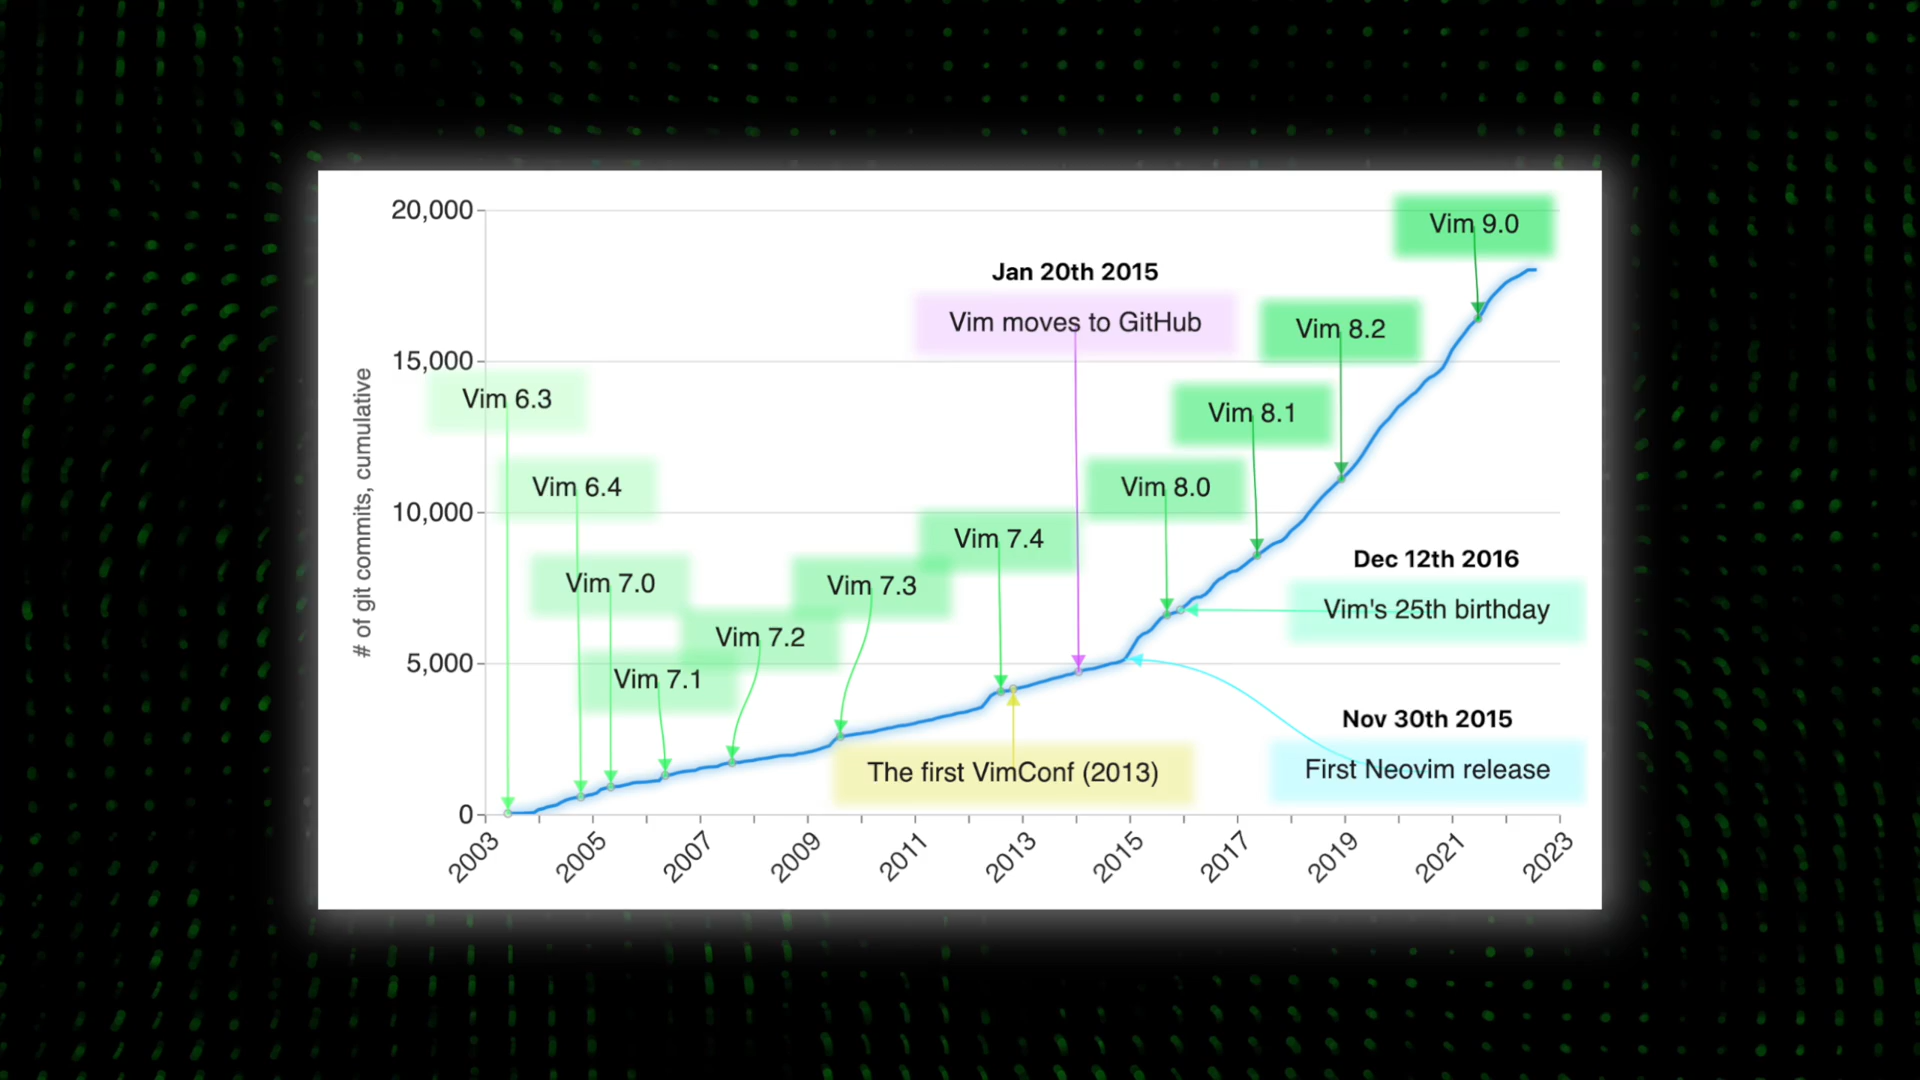 20,000
15,000
10,000
5,000
0
# of git commits, cumulative
Vim 6.3
Vim 6.4
Vim 7.0
Vim 7.1
Vim 7.2
Vim 7.3
Vim 7.4
Jan 20th 2015
Vim moves to GitHub
Vim 8.0
Vim 8.1
Vim 8.2
Vim 9.0
The first VimConf (2013)
Dec 12th 2016
Vim's 25th birthday
Nov 30th 2015
First Neovim release
2003
2005
2007
2009
2011
2013
2015
2017
2019
2021
2023